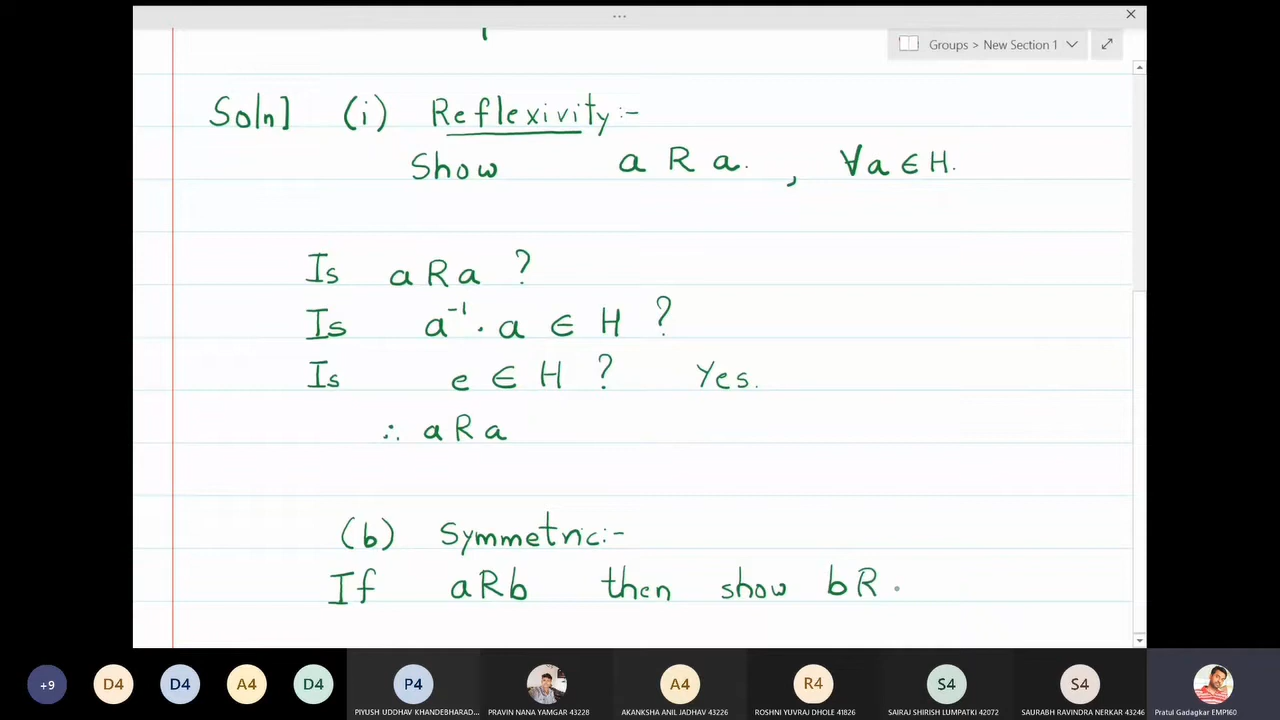 Groups > New Section 1
Soln] (i) Reflexivity:-
Show a R a. , ∀a ∈ H.
Is aRa ?
Is a⁻¹ · a ∈ H ?
Is e ∈ H ? Yes.
∴ aRa
(b) Symmetric:-
If aRb then show bR
+9 D4 D4 A4 D4 P4 A4 R4 S4 S4
PIYUSH UDDHAV KHANDEBHARAD... PRAVIN NANA YAMGAR 43228 AKANKSHA ANIL JADHAV 43226 ROSHNI YUVRAJ DHOLE 41826 SAIRAJ SHIRISH LUMPATKI 42072 SAURABH RAVINDRA NERKAR 43246 Pratul Gadagkar EMP160